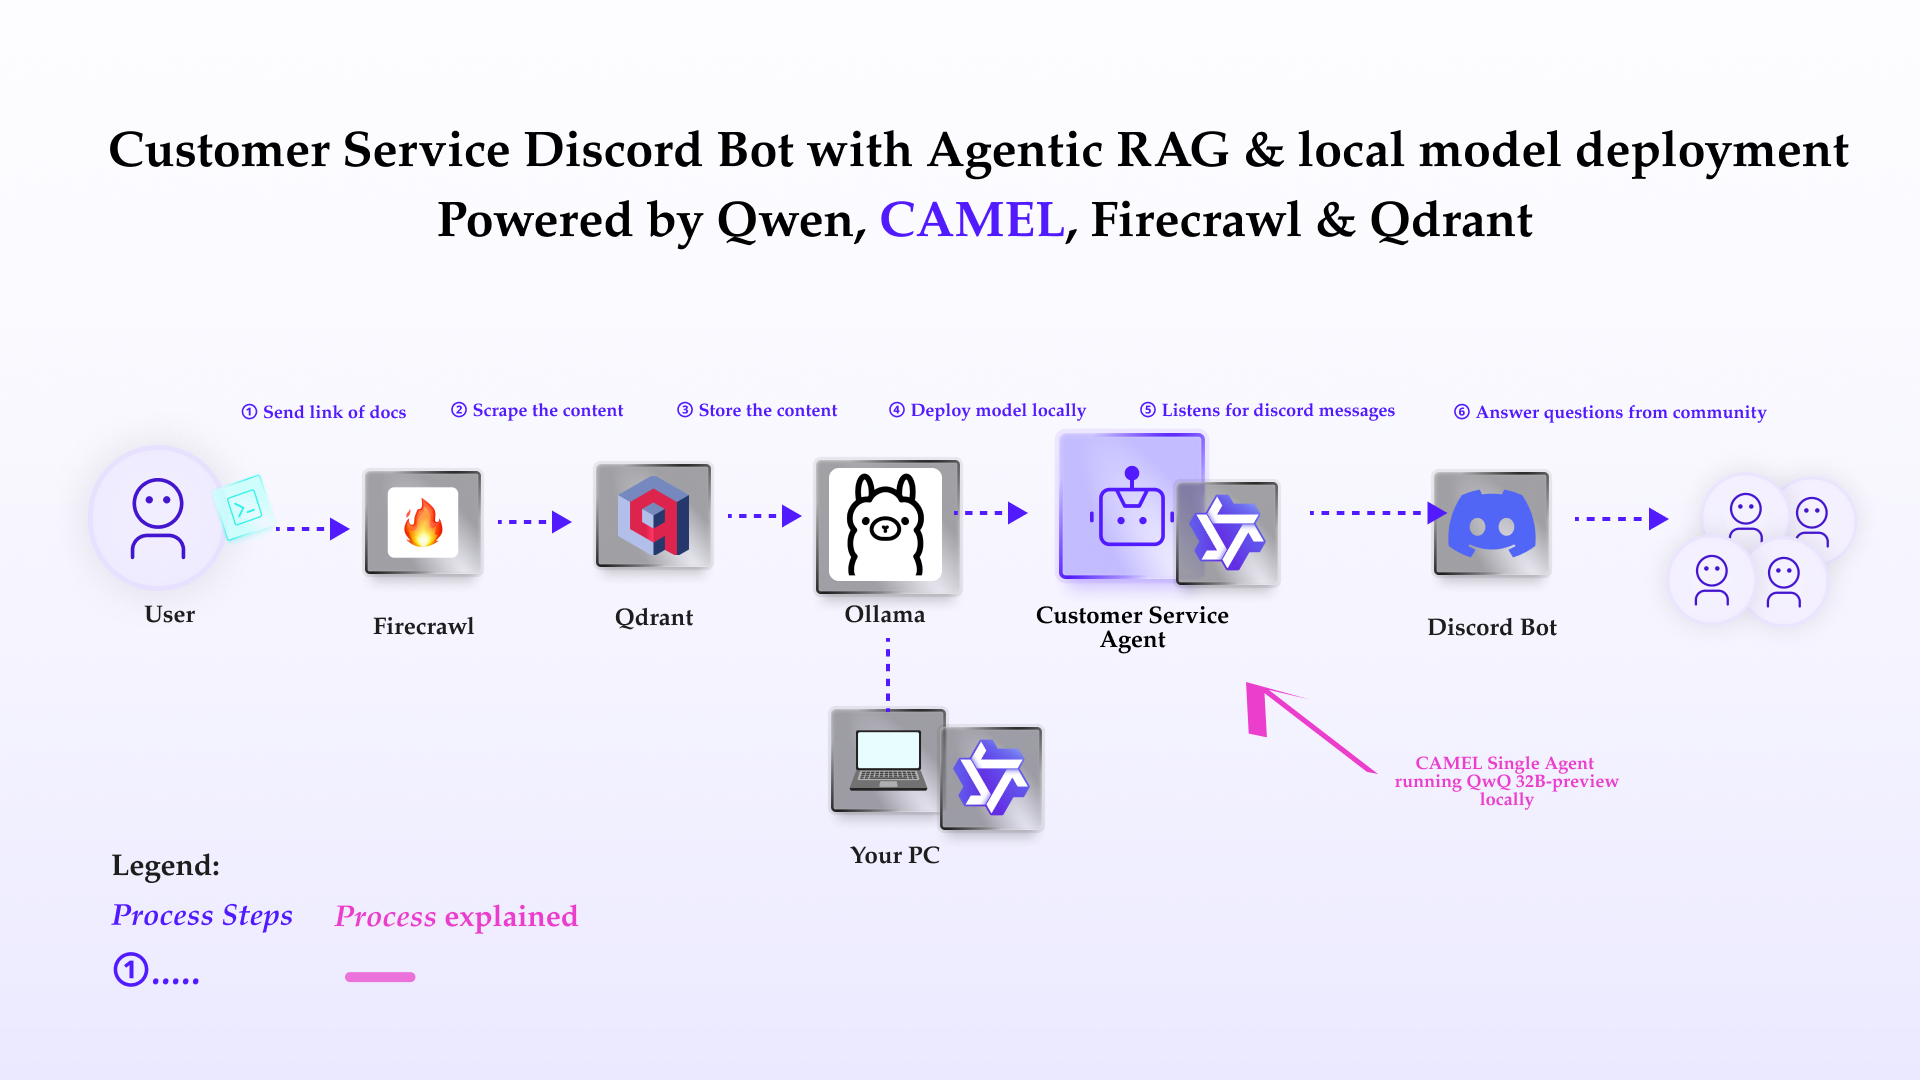 Customer Service Discord Bot with Agentic RAG & local model deployment
Powered by Qwen, CAMEL, Firecrawl & Qdrant
① Send link of docs
② Scrape the content
③ Store the content
④ Deploy model locally
⑤ Listens for discord messages
⑥ Answer questions from community
User
Firecrawl
Qdrant
Ollama
Customer Service
Agent
Discord Bot
Your PC
CAMEL Single Agent
running QwQ 32B-preview
locally
Legend:
Process Steps
Process explained
①.....